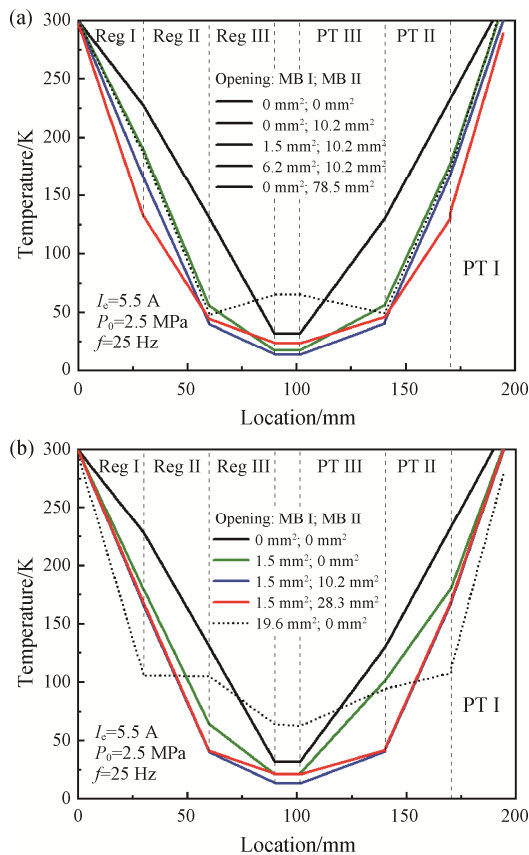 (a)
300
250
200
150
100
50
0
Temperature/K
Reg I Reg II Reg III PT III PT II
Opening: MB I; MB II
0 mm²; 0 mm²
0 mm²; 10.2 mm²
1.5 mm²; 10.2 mm²
6.2 mm²; 10.2 mm²
0 mm²; 78.5 mm²
PT I
Ie=5.5 A
P0=2.5 MPa
f=25 Hz
0 50 100 150 200
Location/mm
(b)
300
250
200
150
100
50
0
Temperature/K
Reg I Reg II Reg III PT III PT II
Opening: MB I; MB II
0 mm²; 0 mm²
1.5 mm²; 0 mm²
1.5 mm²; 10.2 mm²
1.5 mm²; 28.3 mm²
19.6 mm²; 0 mm²
PT I
Ie=5.5 A
P0=2.5 MPa
f=25 Hz
0 50 100 150 200
Location/mm